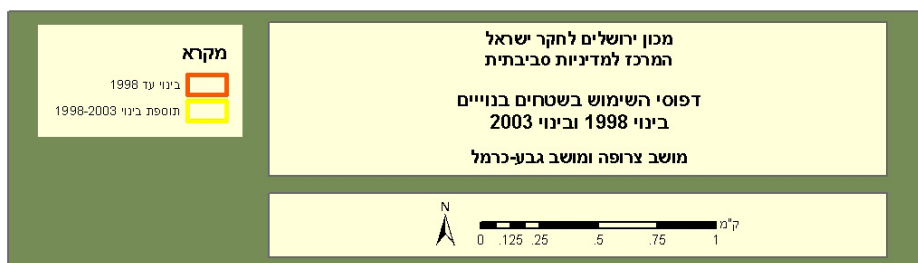 מכון ירושלים לחקר ישראל
המרכז למדיניות סביבתית
דפוסי השימוש בשטחים בנוייים
בינוי 1998 ובינוי 2003
מושב צרופה ומושב גבע-כרמל
מקרא
בינוי עד 1998
תוספת בינוי 1998-2003
N
ק"מ
0 .125 .25 .5 .75 1